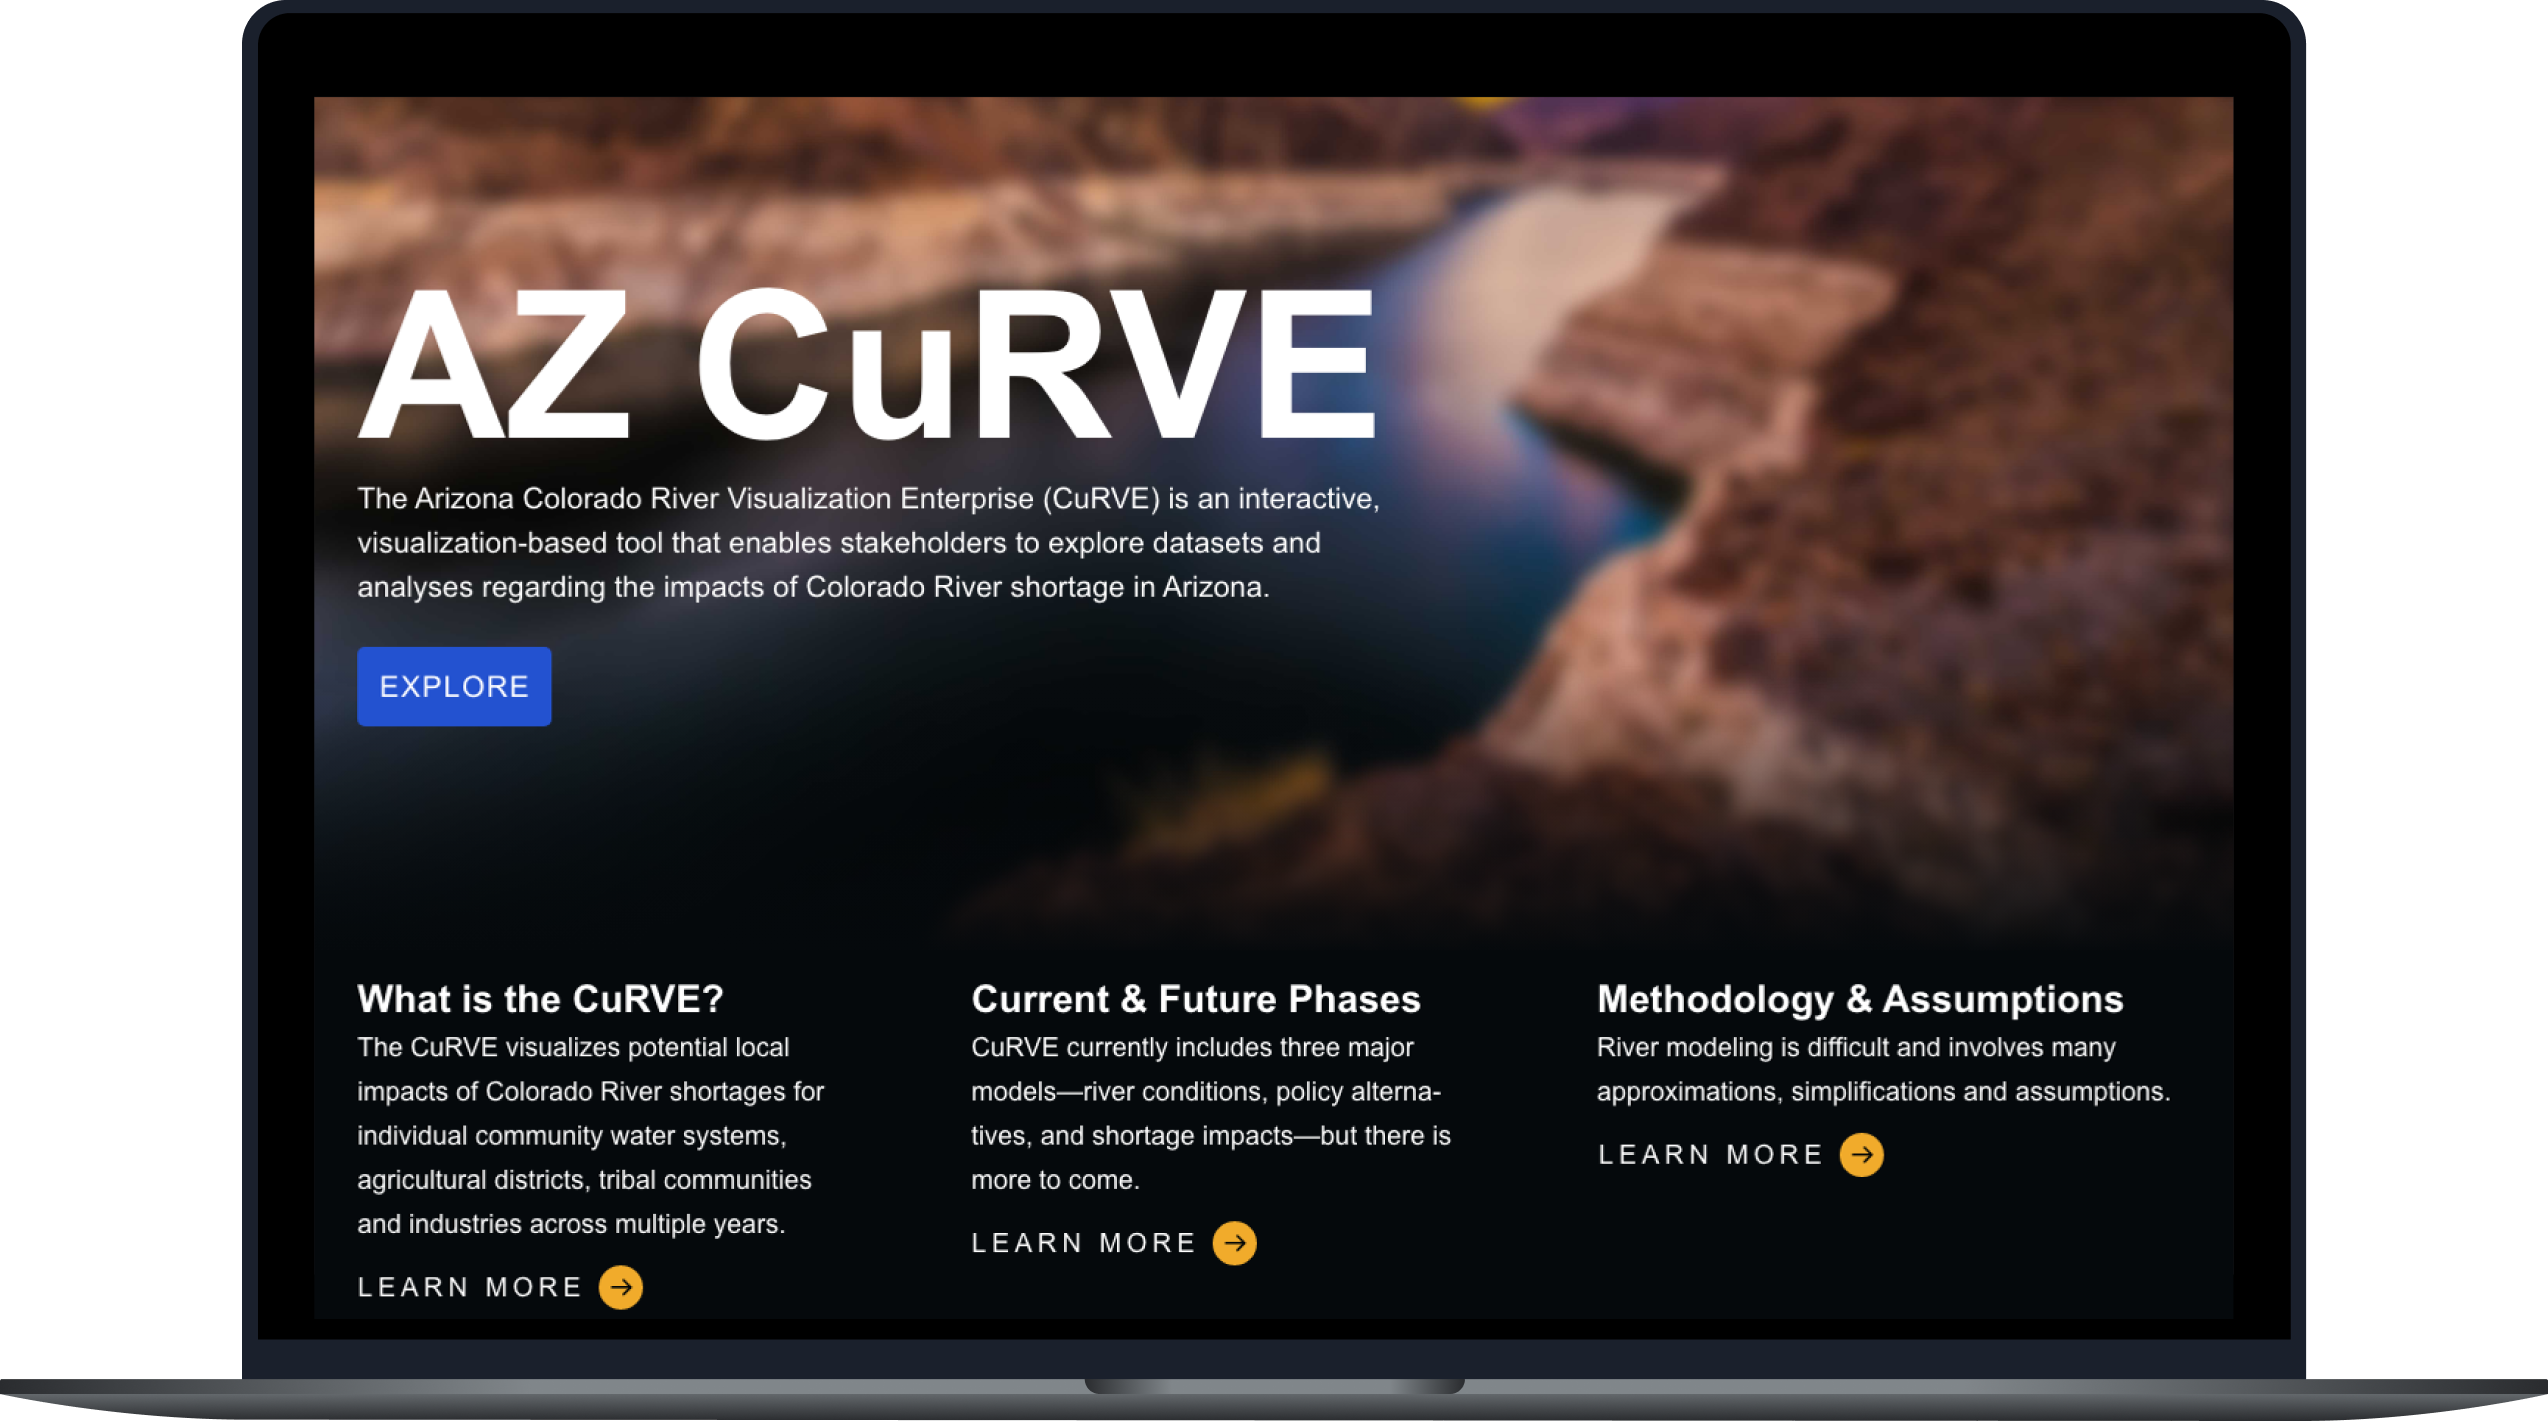 AZ CuRVE
The Arizona Colorado River Visualization Enterprise (CuRVE) is an interactive,
visualization-based tool that enables stakeholders to explore datasets and
analyses regarding the impacts of Colorado River shortage in Arizona.
EXPLORE
What is the CuRVE?
The CuRVE visualizes potential local
impacts of Colorado River shortages for
individual community water systems,
agricultural districts, tribal communities
and industries across multiple years.
LEARN MORE
Current & Future Phases
CuRVE currently includes three major
models—river conditions, policy alterna-
tives, and shortage impacts—but there is
more to come.
LEARN MORE
Methodology & Assumptions
River modeling is difficult and involves many
approximations, simplifications and assumptions.
LEARN MORE